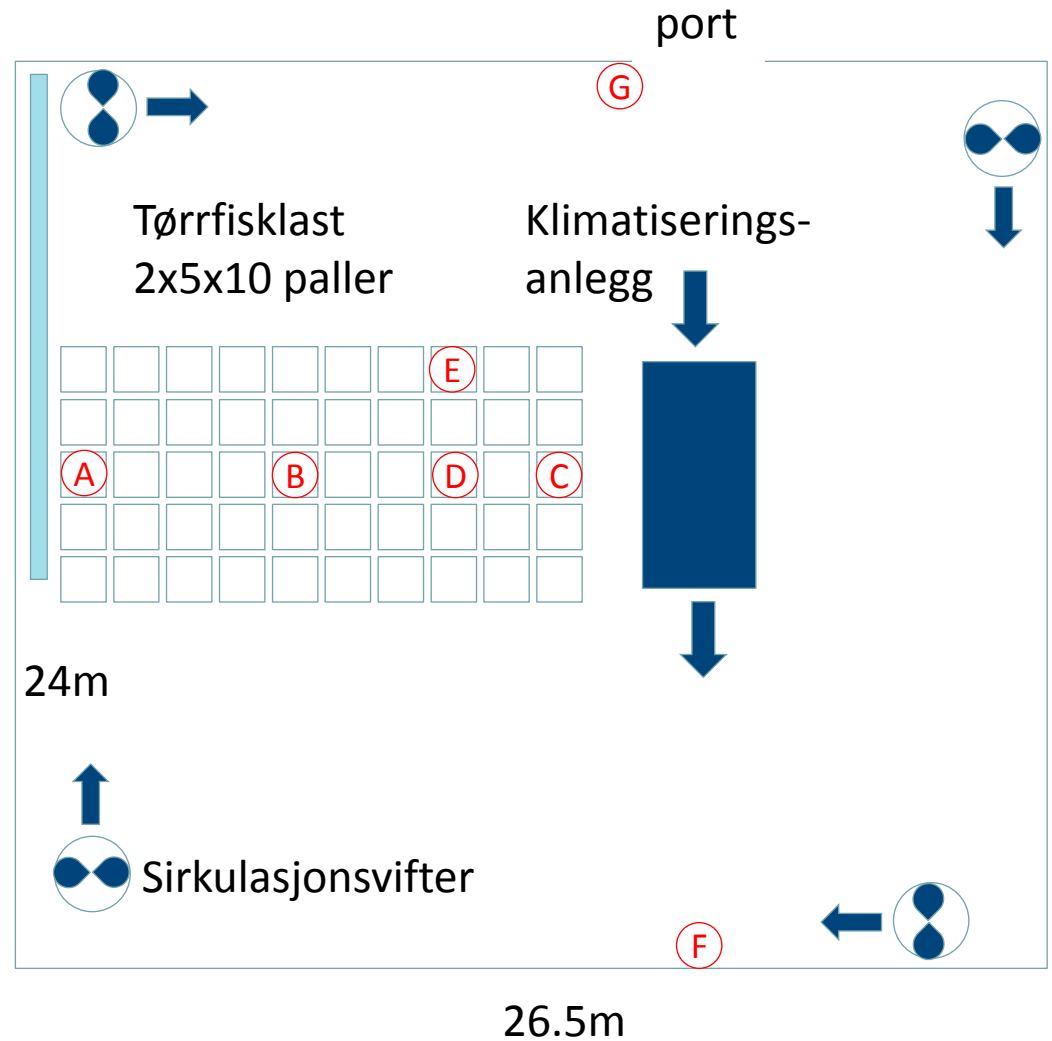 port
G
Tørrfisklast
2x5x10 paller
Klimatiserings-
anlegg
E
A
B
D
C
24m
Sirkulasjonsvifter
F
26.5m